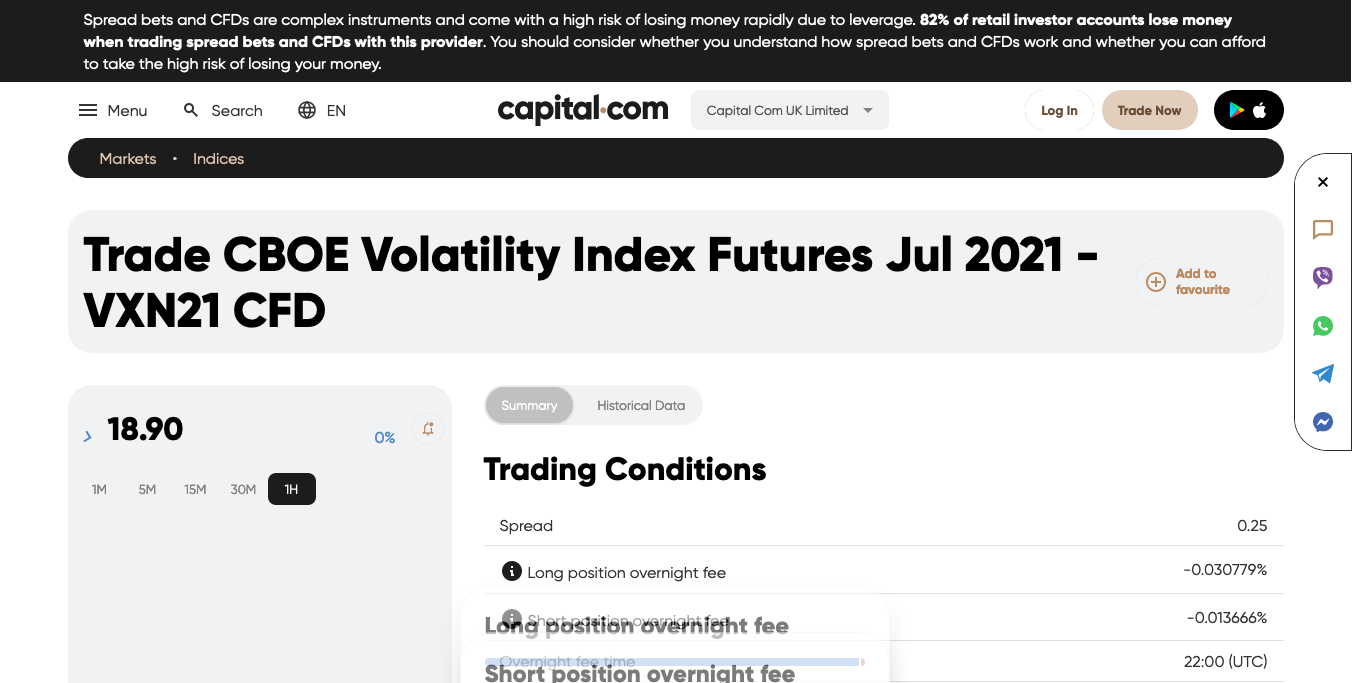 Spread bets and CFDs are complex instruments and come with a high risk of losing money rapidly due to leverage. 82% of retail investor accounts lose money
when trading spread bets and CFDs with this provider. You should consider whether you understand how spread bets and CFDs work and whether you can afford
to take the high risk of losing your money.
Menu Search EN capital.com Capital Com UK Limited Log In Trade Now
Markets • Indices
Trade CBOE Volatility Index Futures Jul 2021 -
VXN21 CFD
Add to
favourite
18.90 0%
1M 5M 15M 30M 1H
Summary Historical Data
Trading Conditions
Spread 0.25
Long position overnight fee -0.030779%
Short position overnight fee -0.013666%
Long position overnight fee
Overnight fee time 22:00 (UTC)
Short position overnight fee